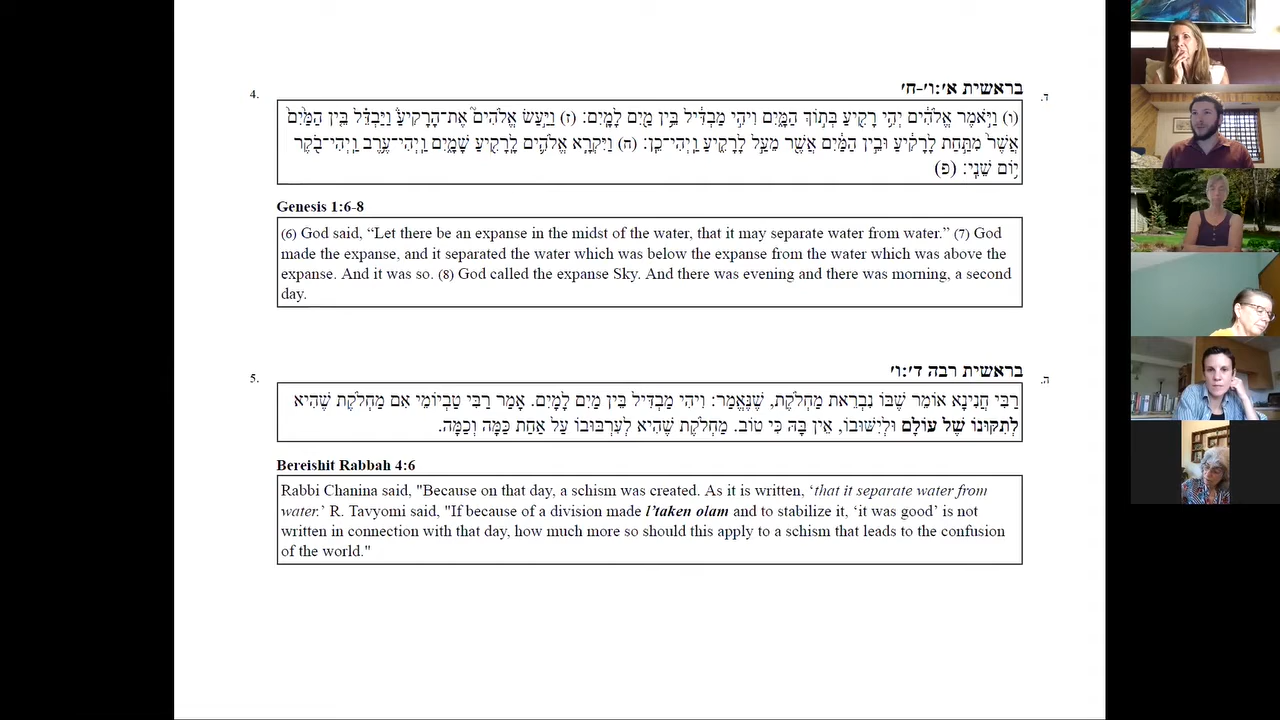 בראשית א׳:ו׳-ח׳
4.
ד.
(ו) וַיֹּ֣אמֶר אֱלֹהִ֔ים יְהִ֥י רָקִ֖יעַ בְּת֣וֹךְ הַמָּ֑יִם וִיהִ֣י מַבְדִּ֔יל בֵּ֥ין מַ֖יִם לָמָֽיִם׃ (ז) וַיַּ֣עַשׂ אֱלֹהִים֮ אֶת־הָרָקִיעַ֒ וַיַּבְדֵּ֗ל בֵּ֤ין הַמַּ֙יִם֙
אֲשֶׁר֙ מִתַּ֣חַת לָרָקִ֔יעַ וּבֵ֣ין הַמַּ֔יִם אֲשֶׁ֖ר מֵעַ֣ל לָרָקִ֑יעַ וַֽיְהִי־כֵֽן׃ (ח) וַיִּקְרָ֧א אֱלֹהִ֛ים לָֽרָקִ֖יעַ שָׁמָ֑יִם וַֽיְהִי־עֶ֥רֶב וַֽיְהִי־בֹ֖קֶר
י֥וֹם שֵׁנִֽי׃ (פ)
Genesis 1:6-8
(6) God said, “Let there be an expanse in the midst of the water, that it may separate water from water.” (7) God
made the expanse, and it separated the water which was below the expanse from the water which was above the
expanse. And it was so. (8) God called the expanse Sky. And there was evening and there was morning, a second
day.
בראשית רבה ד׳:ו׳
5.
ה.
רַבִּי חֲנִינָא אוֹמֵר שֶׁבּוֹ נִבְרֵאת מַחְלֹקֶת, שֶׁנֶּאֱמַר: וִיהִי מַבְדִּיל בֵּין מַיִם לָמָיִם. אָמַר רַבִּי טַבְיוֹמֵי אִם מַחְלֹקֶת שֶׁהִיא
לְתִקּוּנוֹ שֶׁל עוֹלָם וּלְיִשּׁוּבוֹ, אֵין בָּהּ כִּי טוֹב. מַחְלֹקֶת שֶׁהִיא לְעִרְבּוּבוֹ עַל אַחַת כַּמָּה וְכַמָּה.
Bereishit Rabbah 4:6
Rabbi Chanina said, "Because on that day, a schism was created. As it is written, ‘that it separate water from
water.’ R. Tavyomi said, "If because of a division made l’taken olam and to stabilize it, ‘it was good’ is not
written in connection with that day, how much more so should this apply to a schism that leads to the confusion
of the world."